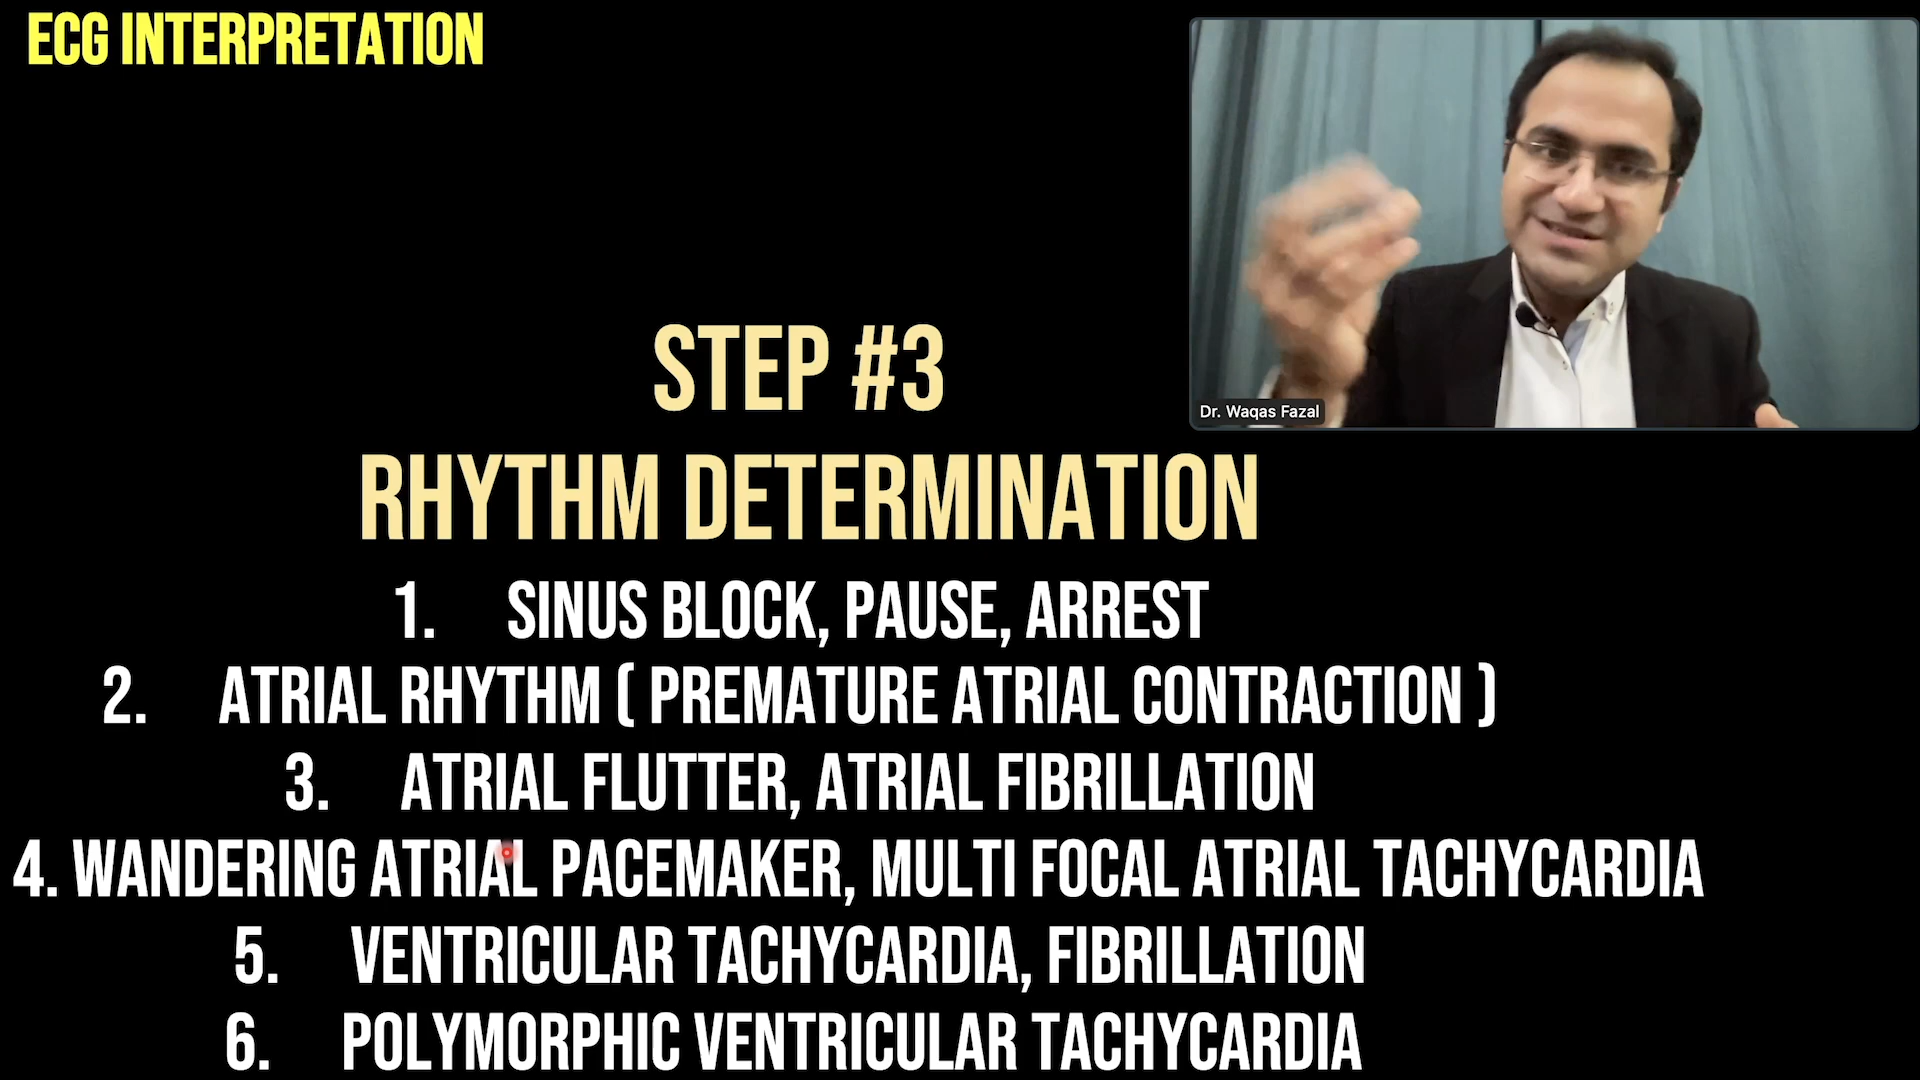 ECG INTERPRETATION
Dr. Waqas Fazal
STEP #3
RHYTHM DETERMINATION
1. SINUS BLOCK, PAUSE, ARREST
2. ATRIAL RHYTHM ( PREMATURE ATRIAL CONTRACTION )
3. ATRIAL FLUTTER, ATRIAL FIBRILLATION
4. WANDERING ATRIAL PACEMAKER, MULTI FOCAL ATRIAL TACHYCARDIA
5. VENTRICULAR TACHYCARDIA, FIBRILLATION
6. POLYMORPHIC VENTRICULAR TACHYCARDIA